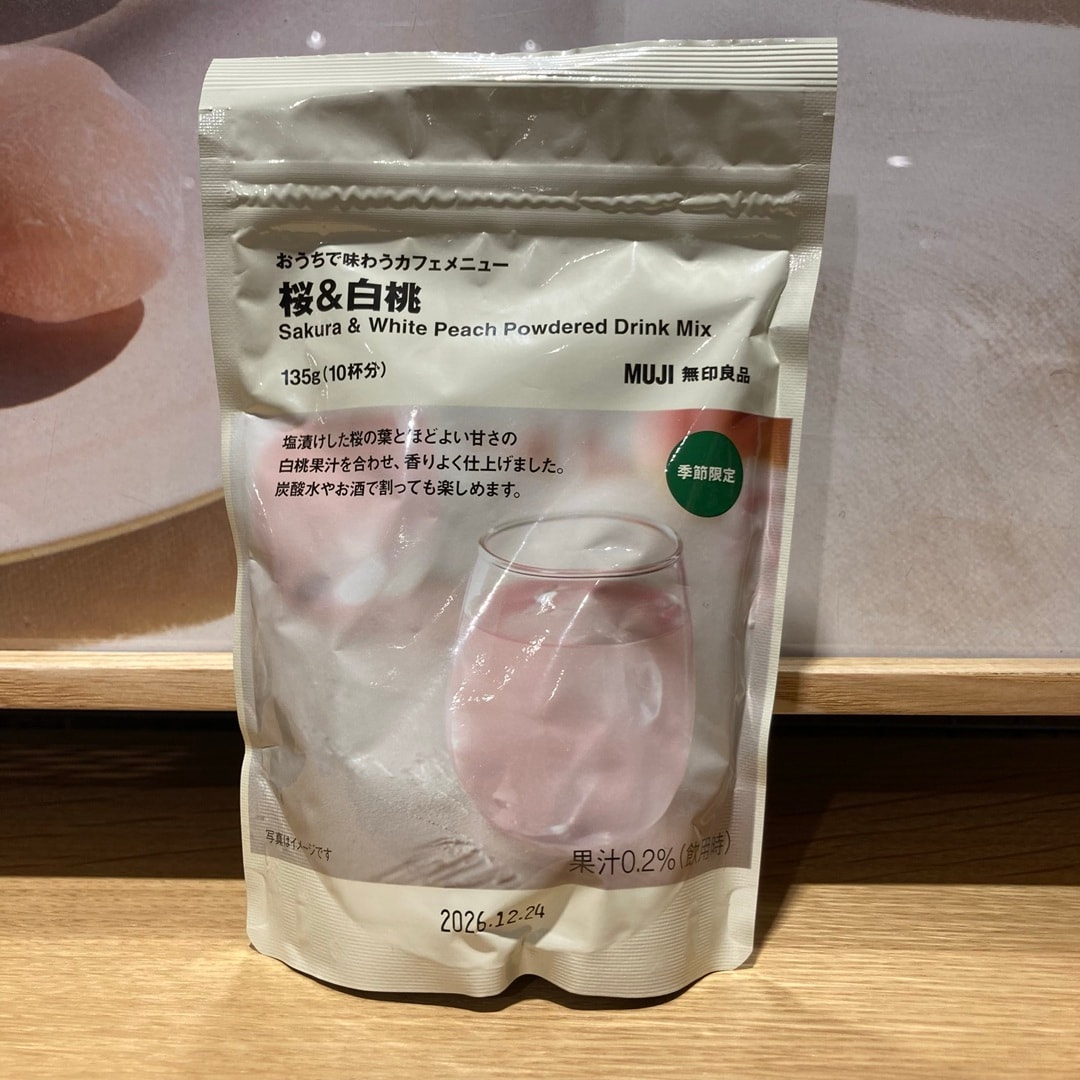 おうちで味わうカフェメニュー
桜&白桃
Sakura & White Peach Powdered Drink Mix
135g(10杯分)
MUJI 無印良品
塩漬けした桜の葉とほどよい甘さの
白桃果汁を合わせ、香りよく仕上げました。
炭酸水やお酒で割っても楽しめます。
季節限定
写真はイメージです
果汁0.2%(飲用時)
2026.12.24